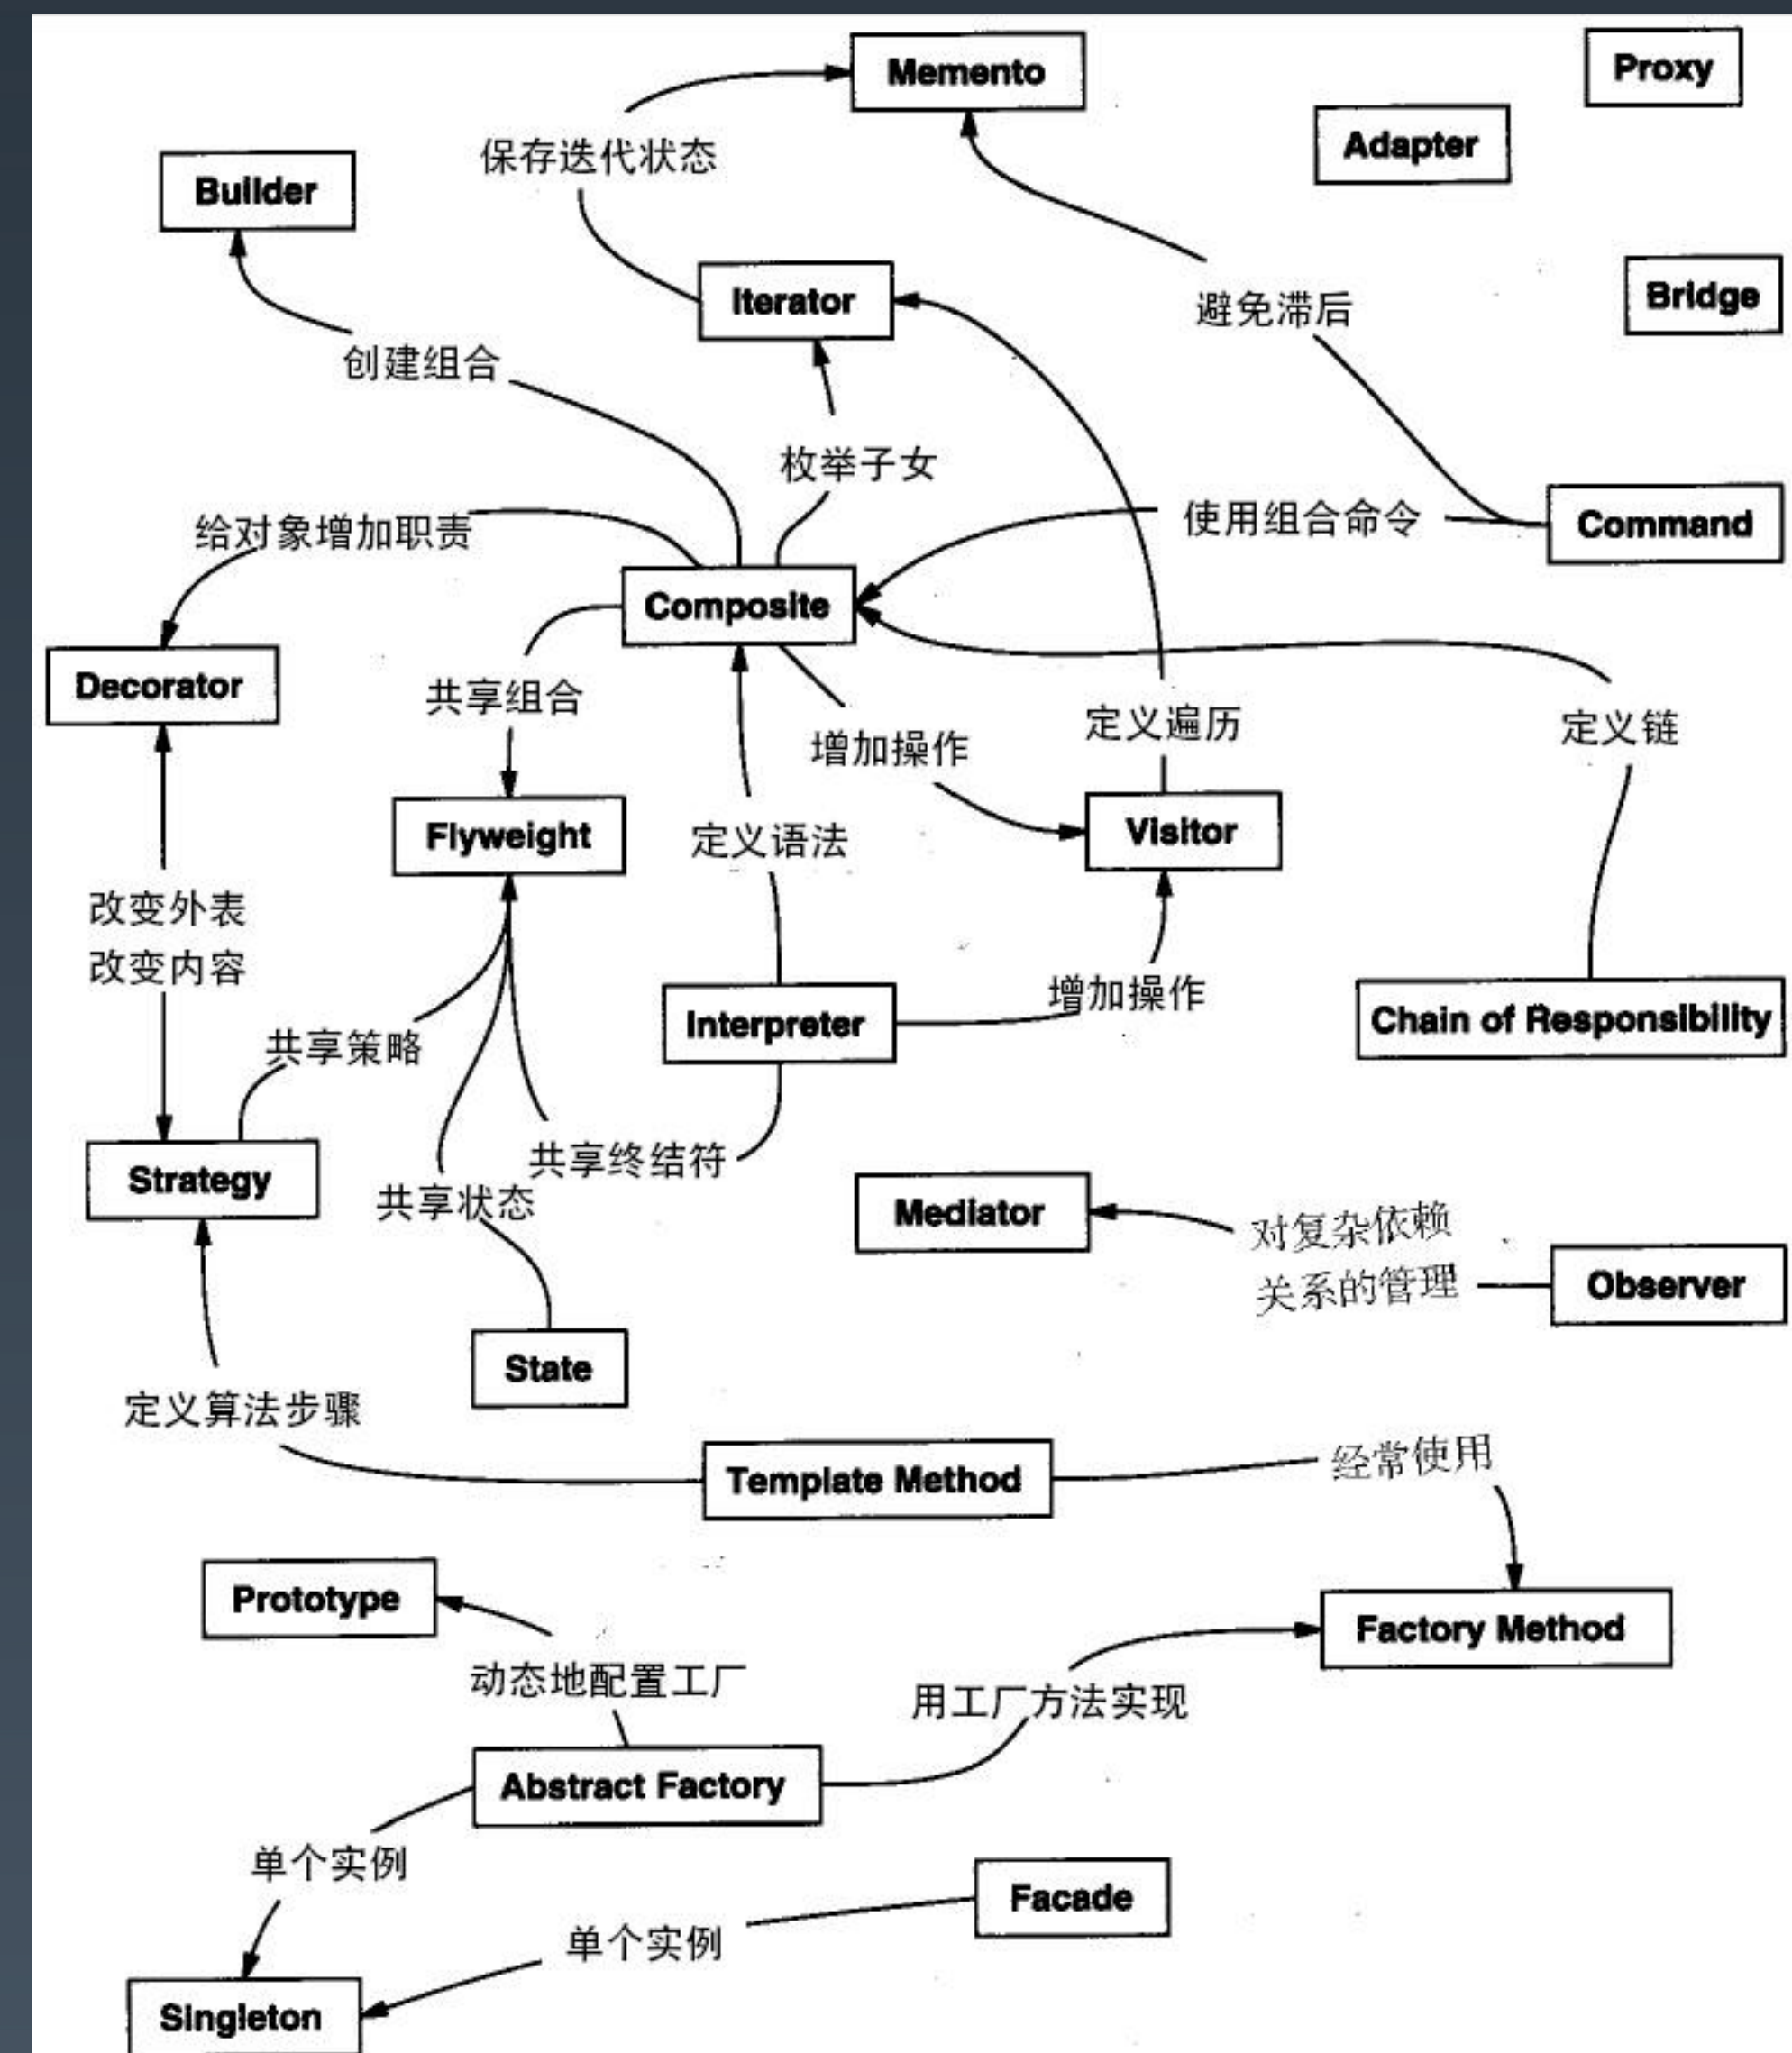 Memento
Proxy
Adapter
保存迭代状态
Builder
Iterator
Bridge
避免滞后
创建组合
枚举子女
给对象增加职责
使用组合命令
Command
Composite
Decorator
共享组合
增加操作
定义遍历
定义链
Flyweight
定义语法
Visitor
改变外表
改变内容
增加操作
Interpreter
Chain of Responsibility
共享策略
Strategy
共享终结符
共享状态
Mediator
对复杂依赖
关系的管理
Observer
State
定义算法步骤
Template Method
经常使用
Prototype
Factory Method
动态地配置工厂
用工厂方法实现
Abstract Factory
单个实例
Facade
单个实例
Singleton